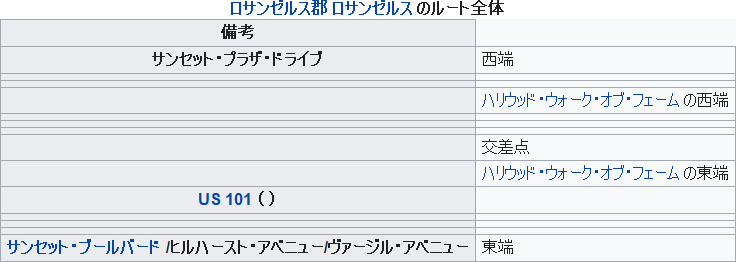 ロサンゼルス郡 ロサンゼルス のルート全体
備考
サンセット・プラザ・ドライブ 西端
ハリウッド・ウォーク・オブ・フェーム の西端
交差点
ハリウッド・ウォーク・オブ・フェーム の東端
US 101 ( )
サンセット・ブールバード /ヒルハースト・アベニュー/ヴァージル・アベニュー 東端